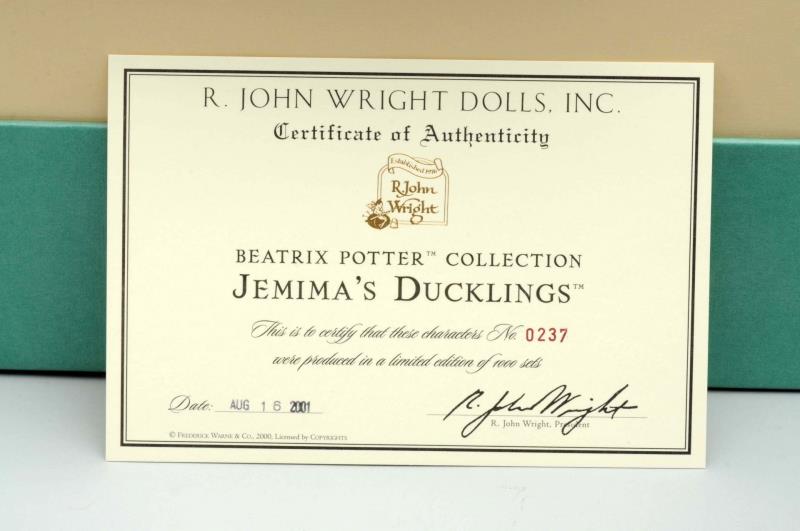 R. JOHN WRIGHT DOLLS, INC.
Certificate of Authenticity
Established 1976
R. John
Wright
BEATRIX POTTER™ COLLECTION
JEMIMA'S DUCKLINGS™
This is to certify that these characters No. 0237
were produced in a limited edition of 1000 sets
Date: AUG 16 2001
R. John Wright
R. John Wright, President
© FREDERICK WARNE & CO., 2000, Licensed by COPYRIGHTS